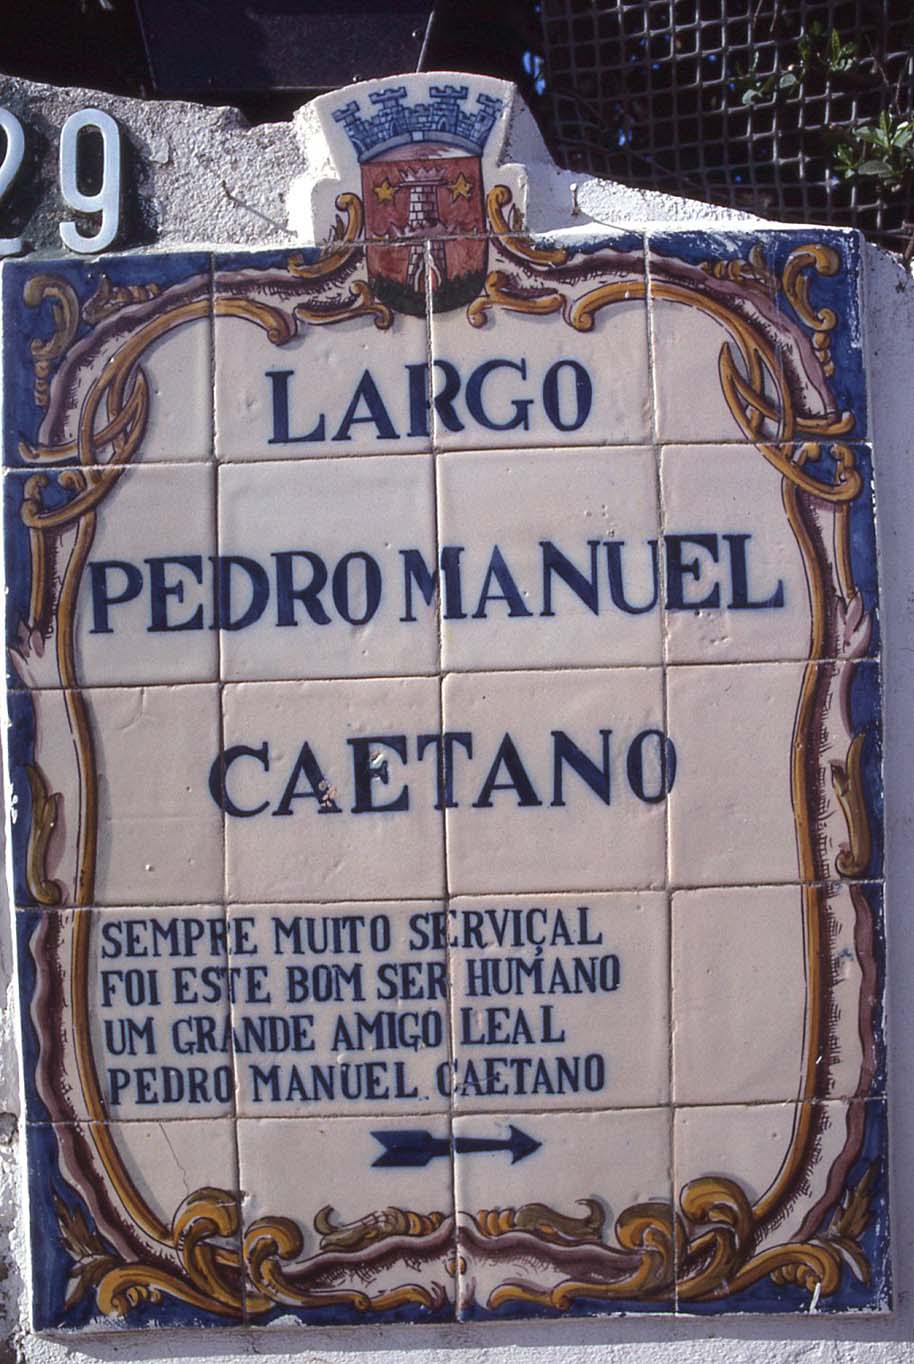 29
LARGO
PEDRO MANUEL
CAETANO
SEMPRE MUITO SERVIÇAL
FOI ESTE BOM SER HUMANO
UM GRANDE AMIGO LEAL
PEDRO MANUEL CAETANO